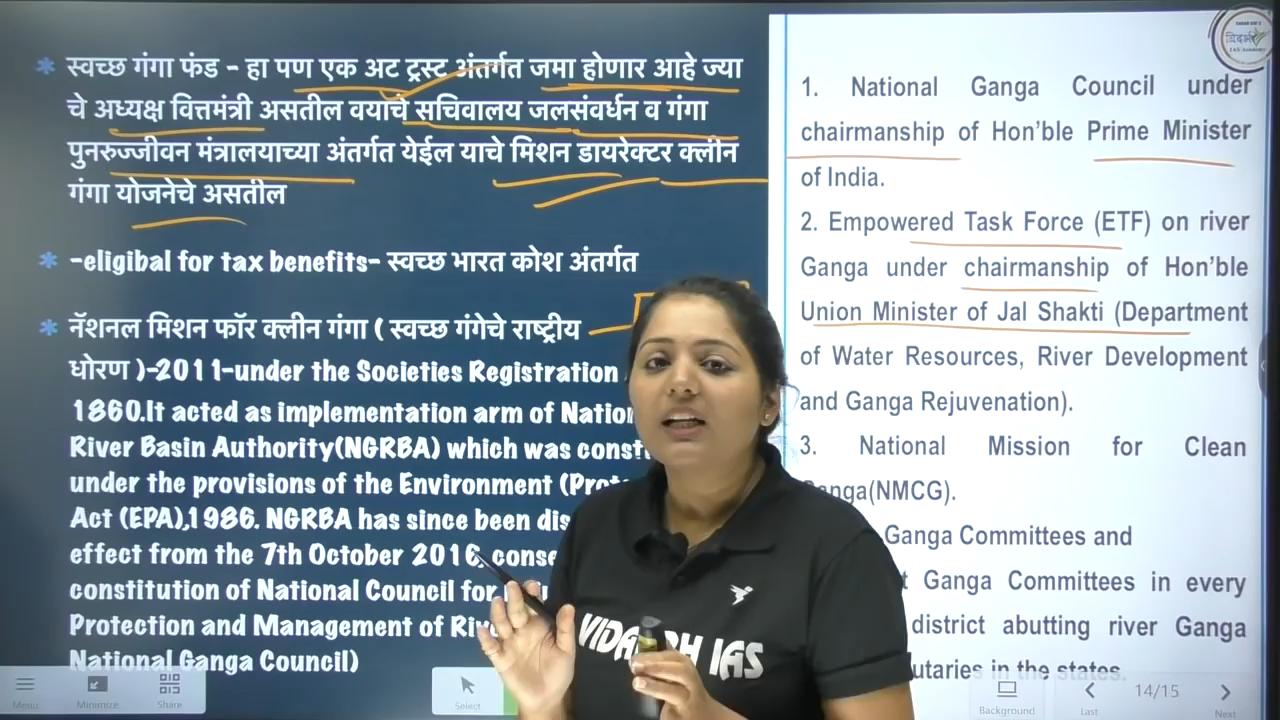 * स्वच्छ गंगा फंड - हा पण एक अट ट्रस्ट अंतर्गत जमा होणार आहे ज्या
चे अध्यक्ष वित्तमंत्री असतील वयाचे सचिवालय जलसंवर्धन व गंगा
पुनरुज्जीवन मंत्रालयाच्या अंतर्गत येईल याचे मिशन डायरेक्टर क्लीन
गंगा योजनेचे असतील
* -eligibal for tax benefits- स्वच्छ भारत कोश अंतर्गत
* नॅशनल मिशन फॉर क्लीन गंगा ( स्वच्छ गंगेचे राष्ट्रीय
धोरण )-2011-under the Societies Registration
1860.It acted as implementation arm of
River Basin Authority(NGRBA) which was
under the provisions of the Environment
Act (EPA),1986. NGRBA has since been
effect from the 7th October 2016,
constitution of National Council for
Protection and Management of
National Ganga Council)
Menu
Minimize
Share
Select
1. National Ganga Council under
chairmanship of Hon'ble Prime Minister
of India.
2. Empowered Task Force (ETF) on river
Ganga under chairmanship of Hon'ble
Union Minister of Jal Shakti (Department
of Water Resources, River Development
and Ganga Rejuvenation).
3. National Mission for Clean
Ganga(NMCG).
Ganga Committees and
Ganga Committees in every
district abutting river Ganga
in the states.
Background
Last
14/15
Next
IAS